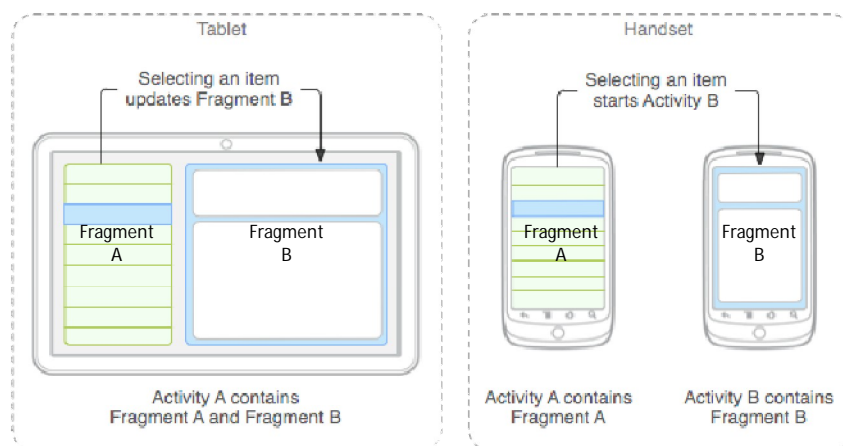 Tablet
Selecting an item
updates Fragment B
Fragment
A
Fragment
B
Activity A contains
Fragment A and Fragment B
Handset
Selecting an item
starts Activity B
Fragment
A
Fragment
B
Activity A contains
Fragment A
Activity B contains
Fragment B